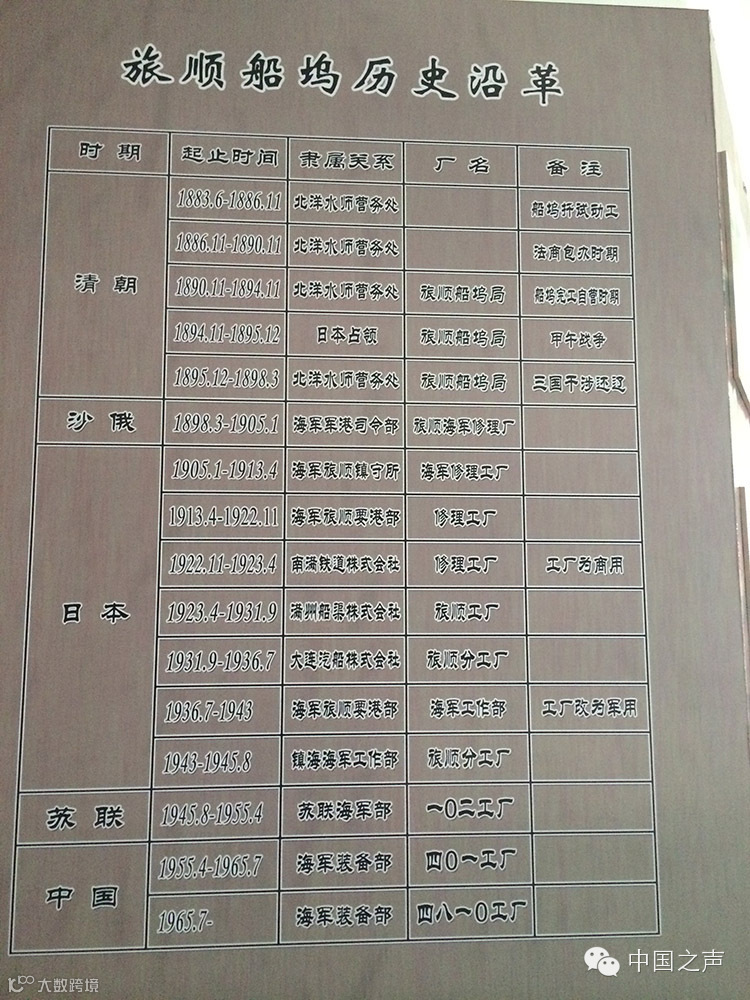 旅顺船坞历史沿革
时期 起止时间 隶属关系 厂名 备注
清朝
1883.6-1886.11 北洋水师营务处 船坞折试动工
1886.11-1890.11 北洋水师营务处 法商包办时期
1890.11-1894.11 北洋水师营务处 旅顺船坞局 船坞完工自营时期
1894.11-1895.12 日本占领 旅顺船坞局 甲午战争
1895.12-1898.3 北洋水师营务处 旅顺船坞局 三国干涉还辽
沙俄 1898.3-1905.1 海军军港司令部 旅顺海军修理厂
日本
1905.1-1913.4 海军旅顺镇守所 海军修理工厂
1913.4-1922.11 海军旅顺要港部 修理工厂
1922.11-1923.4 南满铁道株式会社 修理工厂 工厂为商用
1923.4-1931.9 满州船渠株式会社 旅顺工厂
1931.9-1936.7 大连汽船株式会社 旅顺分工厂
1936.7-1943 海军旅顺要港部 海军工作部 工厂改为军用
1943-1945.8 镇海海军工作部 旅顺分工厂
苏联 1945.8-1955.4 苏联海军部 一〇二工厂
中国
1955.4-1965.7 海军装备部 四〇一工厂
1965.7- 海军装备部 四八一〇工厂
中国之声
大数跨境